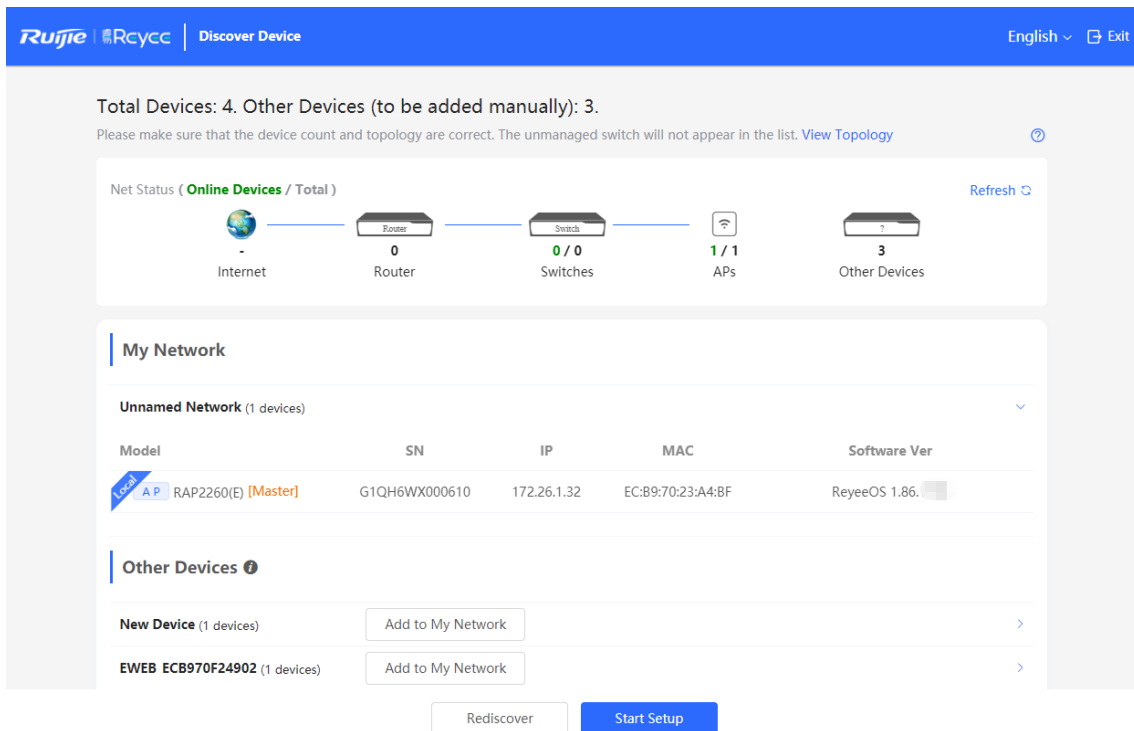 Ruijie Reyee Discover Device English Exit
Total Devices: 4. Other Devices (to be added manually): 3.
Please make sure that the device count and topology are correct. The unmanaged switch will not appear in the list. View Topology
Net Status ( Online Devices / Total ) Refresh
Router Switch ?
- 0 0 / 0 1 / 1 3
Internet Router Switches APs Other Devices
My Network
Unnamed Network (1 devices)
Model SN IP MAC Software Ver
Local AP RAP2260(E) [Master] G1QH6WX000610 172.26.1.32 EC:B9:70:23:A4:BF ReyeeOS 1.86.
Other Devices
New Device (1 devices) Add to My Network
EWEB_ECB970F24902 (1 devices) Add to My Network
Rediscover Start Setup